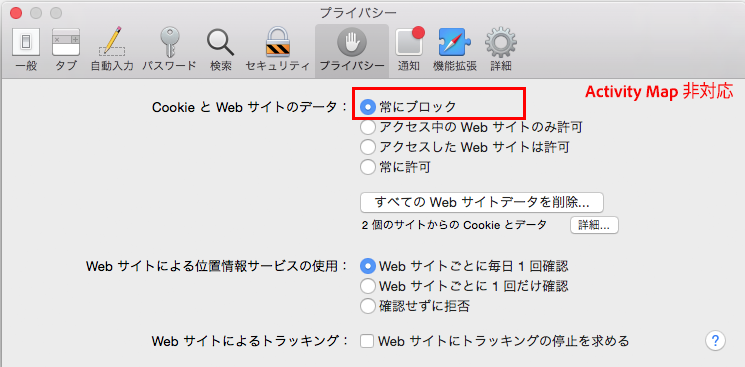 プライバシー
一般 タブ 自動入力 パスワード 検索 セキュリティ プライバシー 通知 機能拡張 詳細
Activity Map 非対応
Cookie と Web サイトのデータ： 常にブロック
アクセス中の Web サイトのみ許可
アクセスした Web サイトは許可
常に許可
すべての Web サイトデータを削除...
2 個のサイトからの Cookie とデータ 詳細...
Web サイトによる位置情報サービスの使用： Web サイトごとに毎日 1 回確認
Web サイトごとに 1 回だけ確認
確認せずに拒否
Web サイトによるトラッキング： Web サイトにトラッキングの停止を求める ?